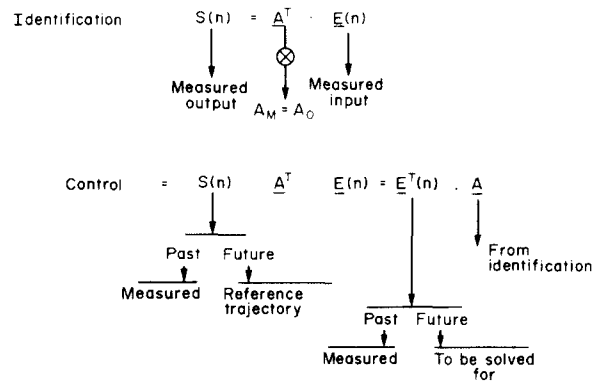 Identification S(n) = A^T · E(n)
Measured output
Measured input
A_M = A_O
Control = S(n) A^T E(n) = E^T(n) . A
Past Future
From identification
Measured
Reference trajectory
Past Future
Measured
To be solved for